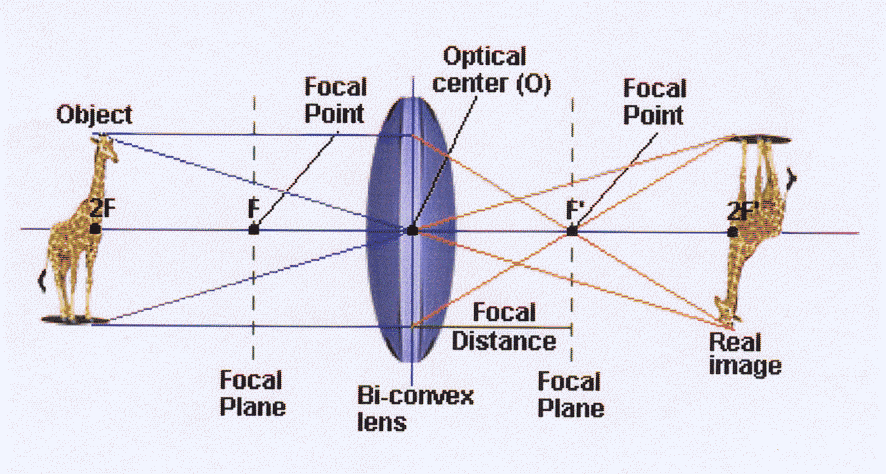 Optical
center (O)
Focal
Point
Focal
Point
Object
2F
F
F'
2F'
Focal
Distance
Real
image
Focal
Plane
Bi-convex
lens
Focal
Plane